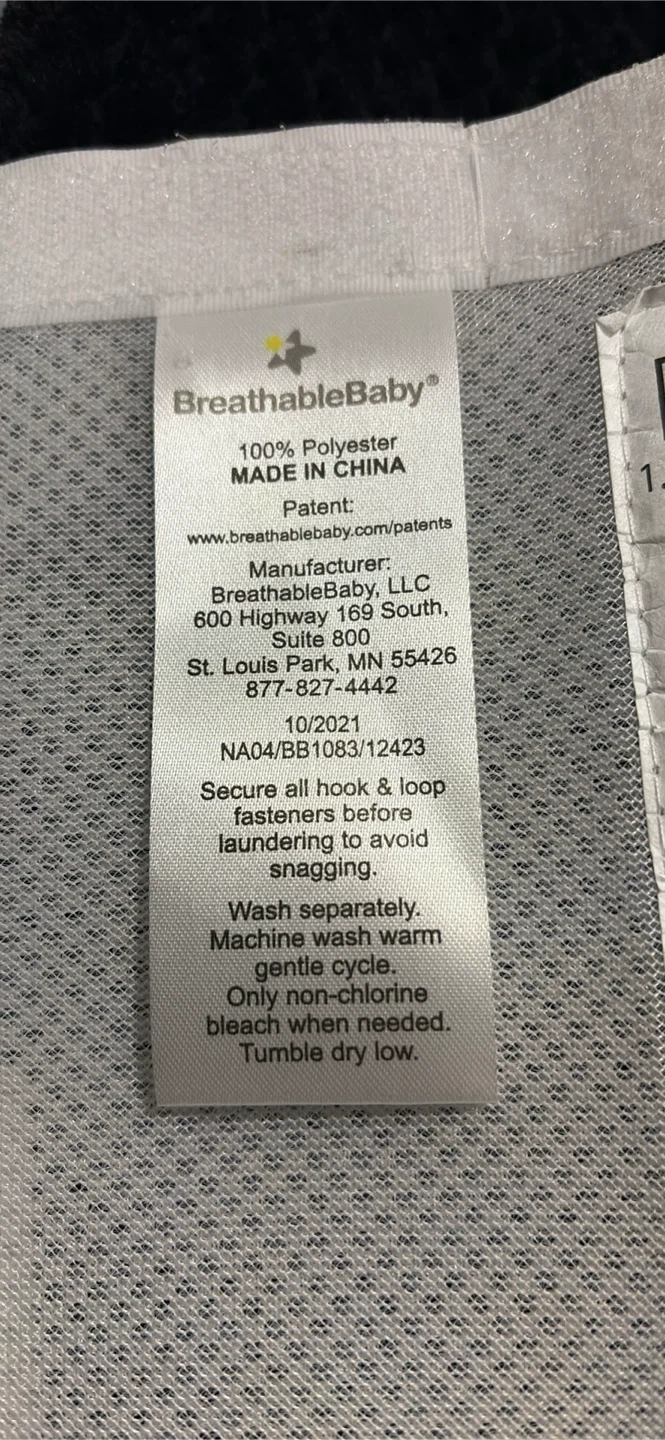 BreathableBaby®
100% Polyester
MADE IN CHINA
Patent:
www.breathablebaby.com/patents
Manufacturer:
BreathableBaby, LLC
600 Highway 169 South,
Suite 800
St. Louis Park, MN 55426
877-827-4442
10/2021
NA04/BB1083/12423
Secure all hook & loop
fasteners before
laundering to avoid
snagging.
Wash separately.
Machine wash warm
gentle cycle.
Only non-chlorine
bleach when needed.
Tumble dry low.
1.